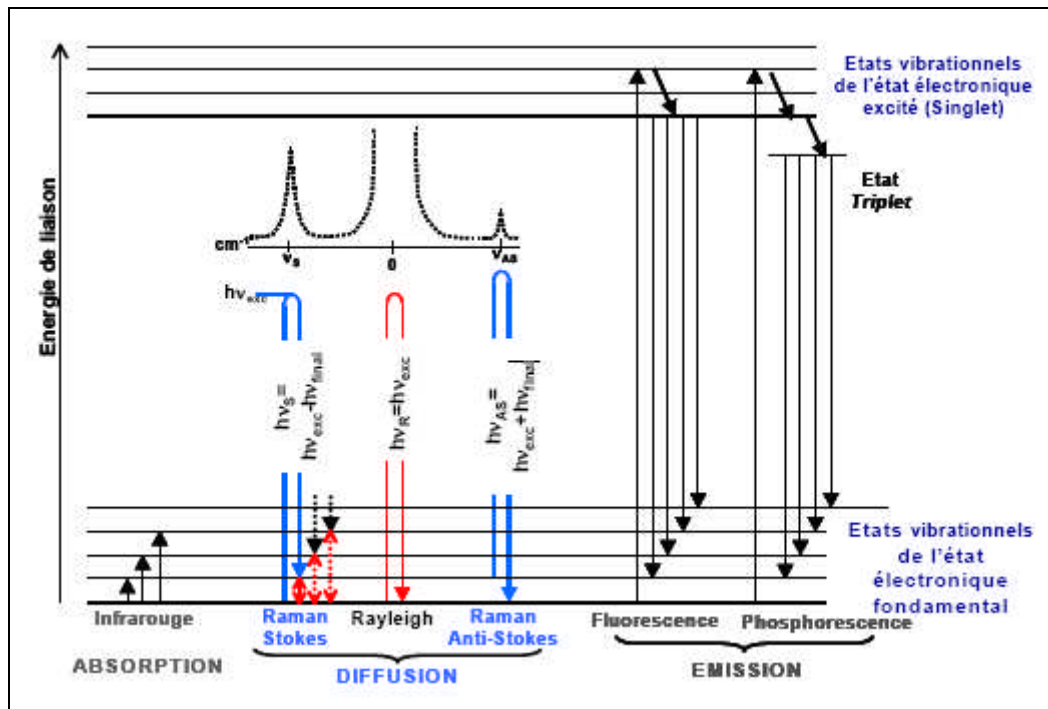 Energie de liaison
Etats vibrationnels
de l'état électronique
excité (Singlet)
Etat
Triplet
cm⁻¹
νS
0
νAS
hνexc
hνS=
hνexc-hνfinal
hνR=hνexc
hνAS=
hνexc+hνfinal
Etats vibrationnels
de l'état
électronique
fondamental
Infrarouge
Raman
Stokes
Rayleigh
Raman
Anti-Stokes
Fluorescence
Phosphorescence
ABSORPTION
DIFFUSION
EMISSION